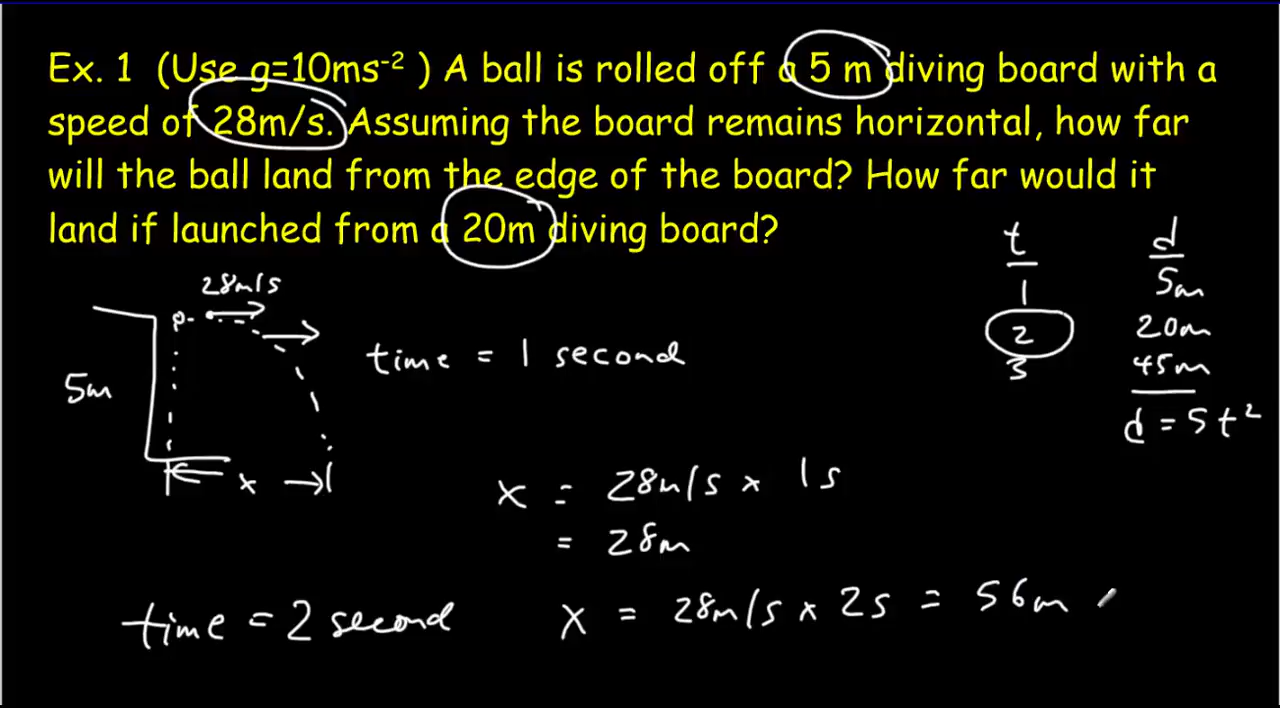 Ex. 1 (Use g=10ms⁻² ) A ball is rolled off a 5 m diving board with a
speed of 28m/s. Assuming the board remains horizontal, how far
will the ball land from the edge of the board? How far would it
land if launched from a 20m diving board?
t d
1 5m
2 20m
3 45m
d = 5t²
28m/s
5m
x
time = 1 second
x = 28m/s x 1s
= 28m
time = 2 second x = 28m/s x 2s = 56m